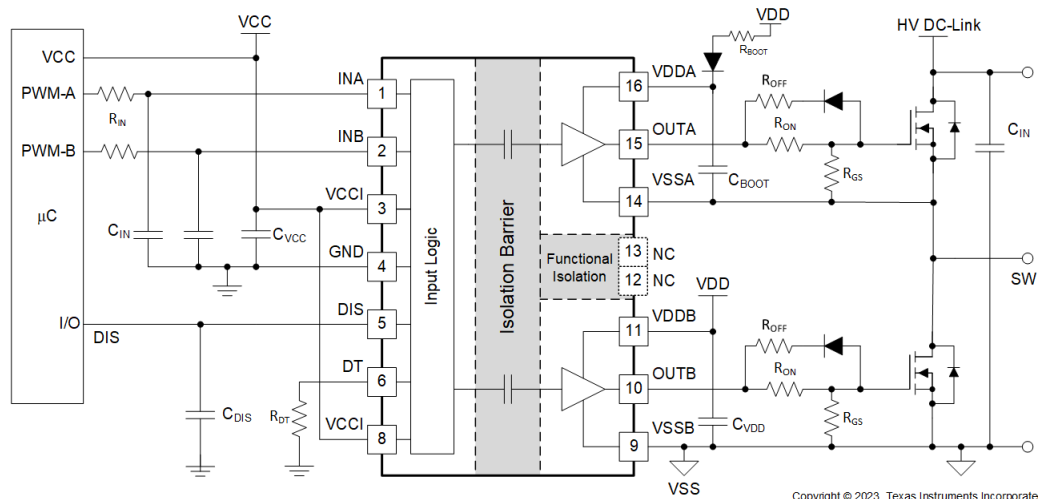 VCC
VDD
HV DC-Link
VCC
RBOOT
INA
VDDA
16
PWM-A
1
ROFF
RIN
OUTA
RON
CIN
PWM-B
INB
2
15
VCCI
CBOOT
RGS
µC
3
VSSA
14
CIN
CVCC
GND
4
Input Logic
Isolation Barrier
Functional
Isolation
13
NC
12
NC
SW
VDD
I/O
DIS
DIS
5
11
VDDB
ROFF
DT
6
OUTB
10
RON
CDIS
RDT
VCCI
8
CVDD
RGS
VSSB
9
VSS
Copyright © 2023, Texas Instruments Incorporate